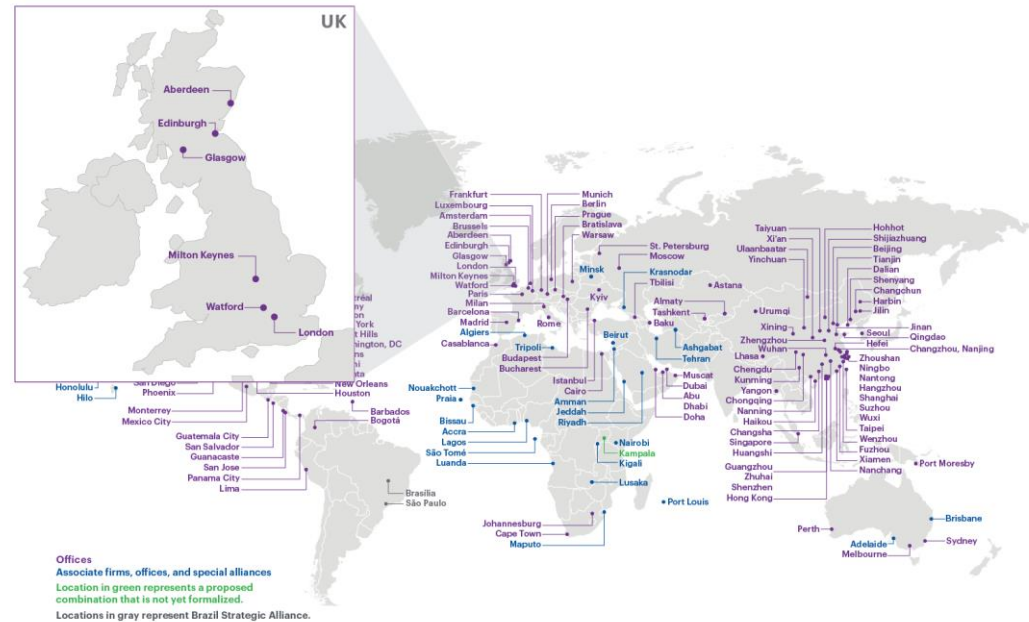 UK
Aberdeen
Edinburgh
Glasgow
Milton Keynes
Watford
London
Hills
York
ington, DC
Honolulu
Hilo
San Diego
Phoenix
New Orleans
Houston
Monterrey
Mexico City
Barbados
Bogotá
Guatemala City
San Salvador
Guanacaste
San Jose
Panama City
Lima
Brasília
São Paulo
Frankfurt
Luxembourg
Amsterdam
Brussels
Aberdeen
Edinburgh
Glasgow
London
Milton Keynes
Watford
Paris
Milan
Barcelona
Madrid
Algiers
Casablanca
Munich
Berlin
Prague
Bratislava
Warsaw
St. Petersburg
Moscow
Minsk
Krasnodar
Tbilisi
Kyiv
Rome
Tripoli
Budapest
Bucharest
Beirut
Baku
Astana
Almaty
Tashkent
Ashgabat
Tehran
Istanbul
Cairo
Amman
Jeddah
Riyadh
Muscat
Dubai
Abu
Dhabi
Doha
Nouakchott
Praia
Bissau
Accra
Lagos
São Tomé
Luanda
Nairobi
Kampala
Kigali
Lusaka
Port Louis
Johannesburg
Cape Town
Maputo
Taiyuan
Xi'an
Ulaanbaatar
Yinchuan
Urumqi
Xining
Zhengzhou
Wuhan
Lhasa
Chengdu
Kunming
Yangon
Chongqing
Nanning
Haikou
Changsha
Singapore
Huangshi
Guangzhou
Zhuhai
Shenzhen
Hong Kong
Hohhot
Shijiazhuang
Beijing
Tianjin
Dalian
Shenyang
Changchun
Harbin
Jilin
Jinan
Seoul
Qingdao
Hefei
Changzhou, Nanjing
Zhoushan
Ningbo
Nantong
Hangzhou
Shanghai
Suzhou
Wuxi
Taipei
Wenzhou
Fuzhou
Xiamen
Nanchang
Port Moresby
Perth
Brisbane
Adelaide
Sydney
Melbourne
Offices
Associate firms, offices, and special alliances
Location in green represents a proposed
combination that is not yet formalized.
Locations in gray represent Brazil Strategic Alliance.